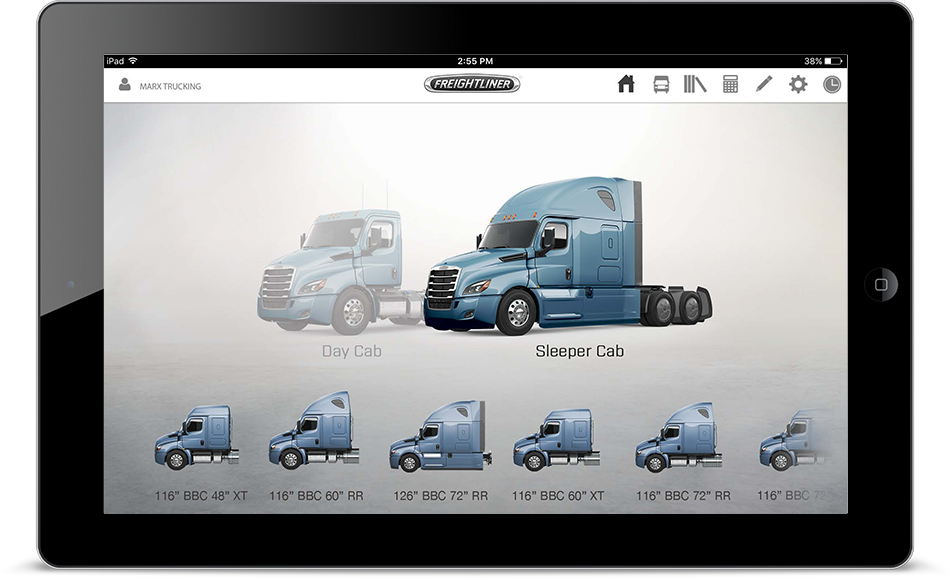 iPad 2:55 PM 38%
MARX TRUCKING FREIGHTLINER
Day Cab Sleeper Cab
116” BBC 48” XT 116” BBC 60” RR 126” BBC 72” RR 116” BBC 60” XT 116” BBC 72” RR 116” BBC